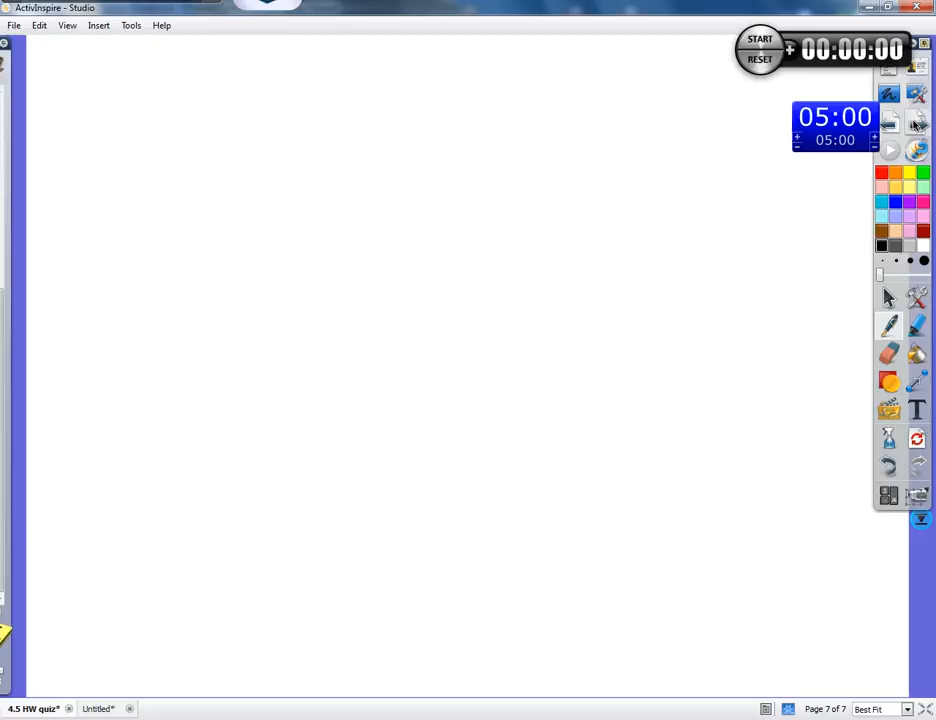 ActivInspire - Studio
File Edit View Insert Tools Help
START
RESET
00:00:00
05:00
05:00
T
4.5 HW quiz* Untitled* Page 7 of 7 Best Fit